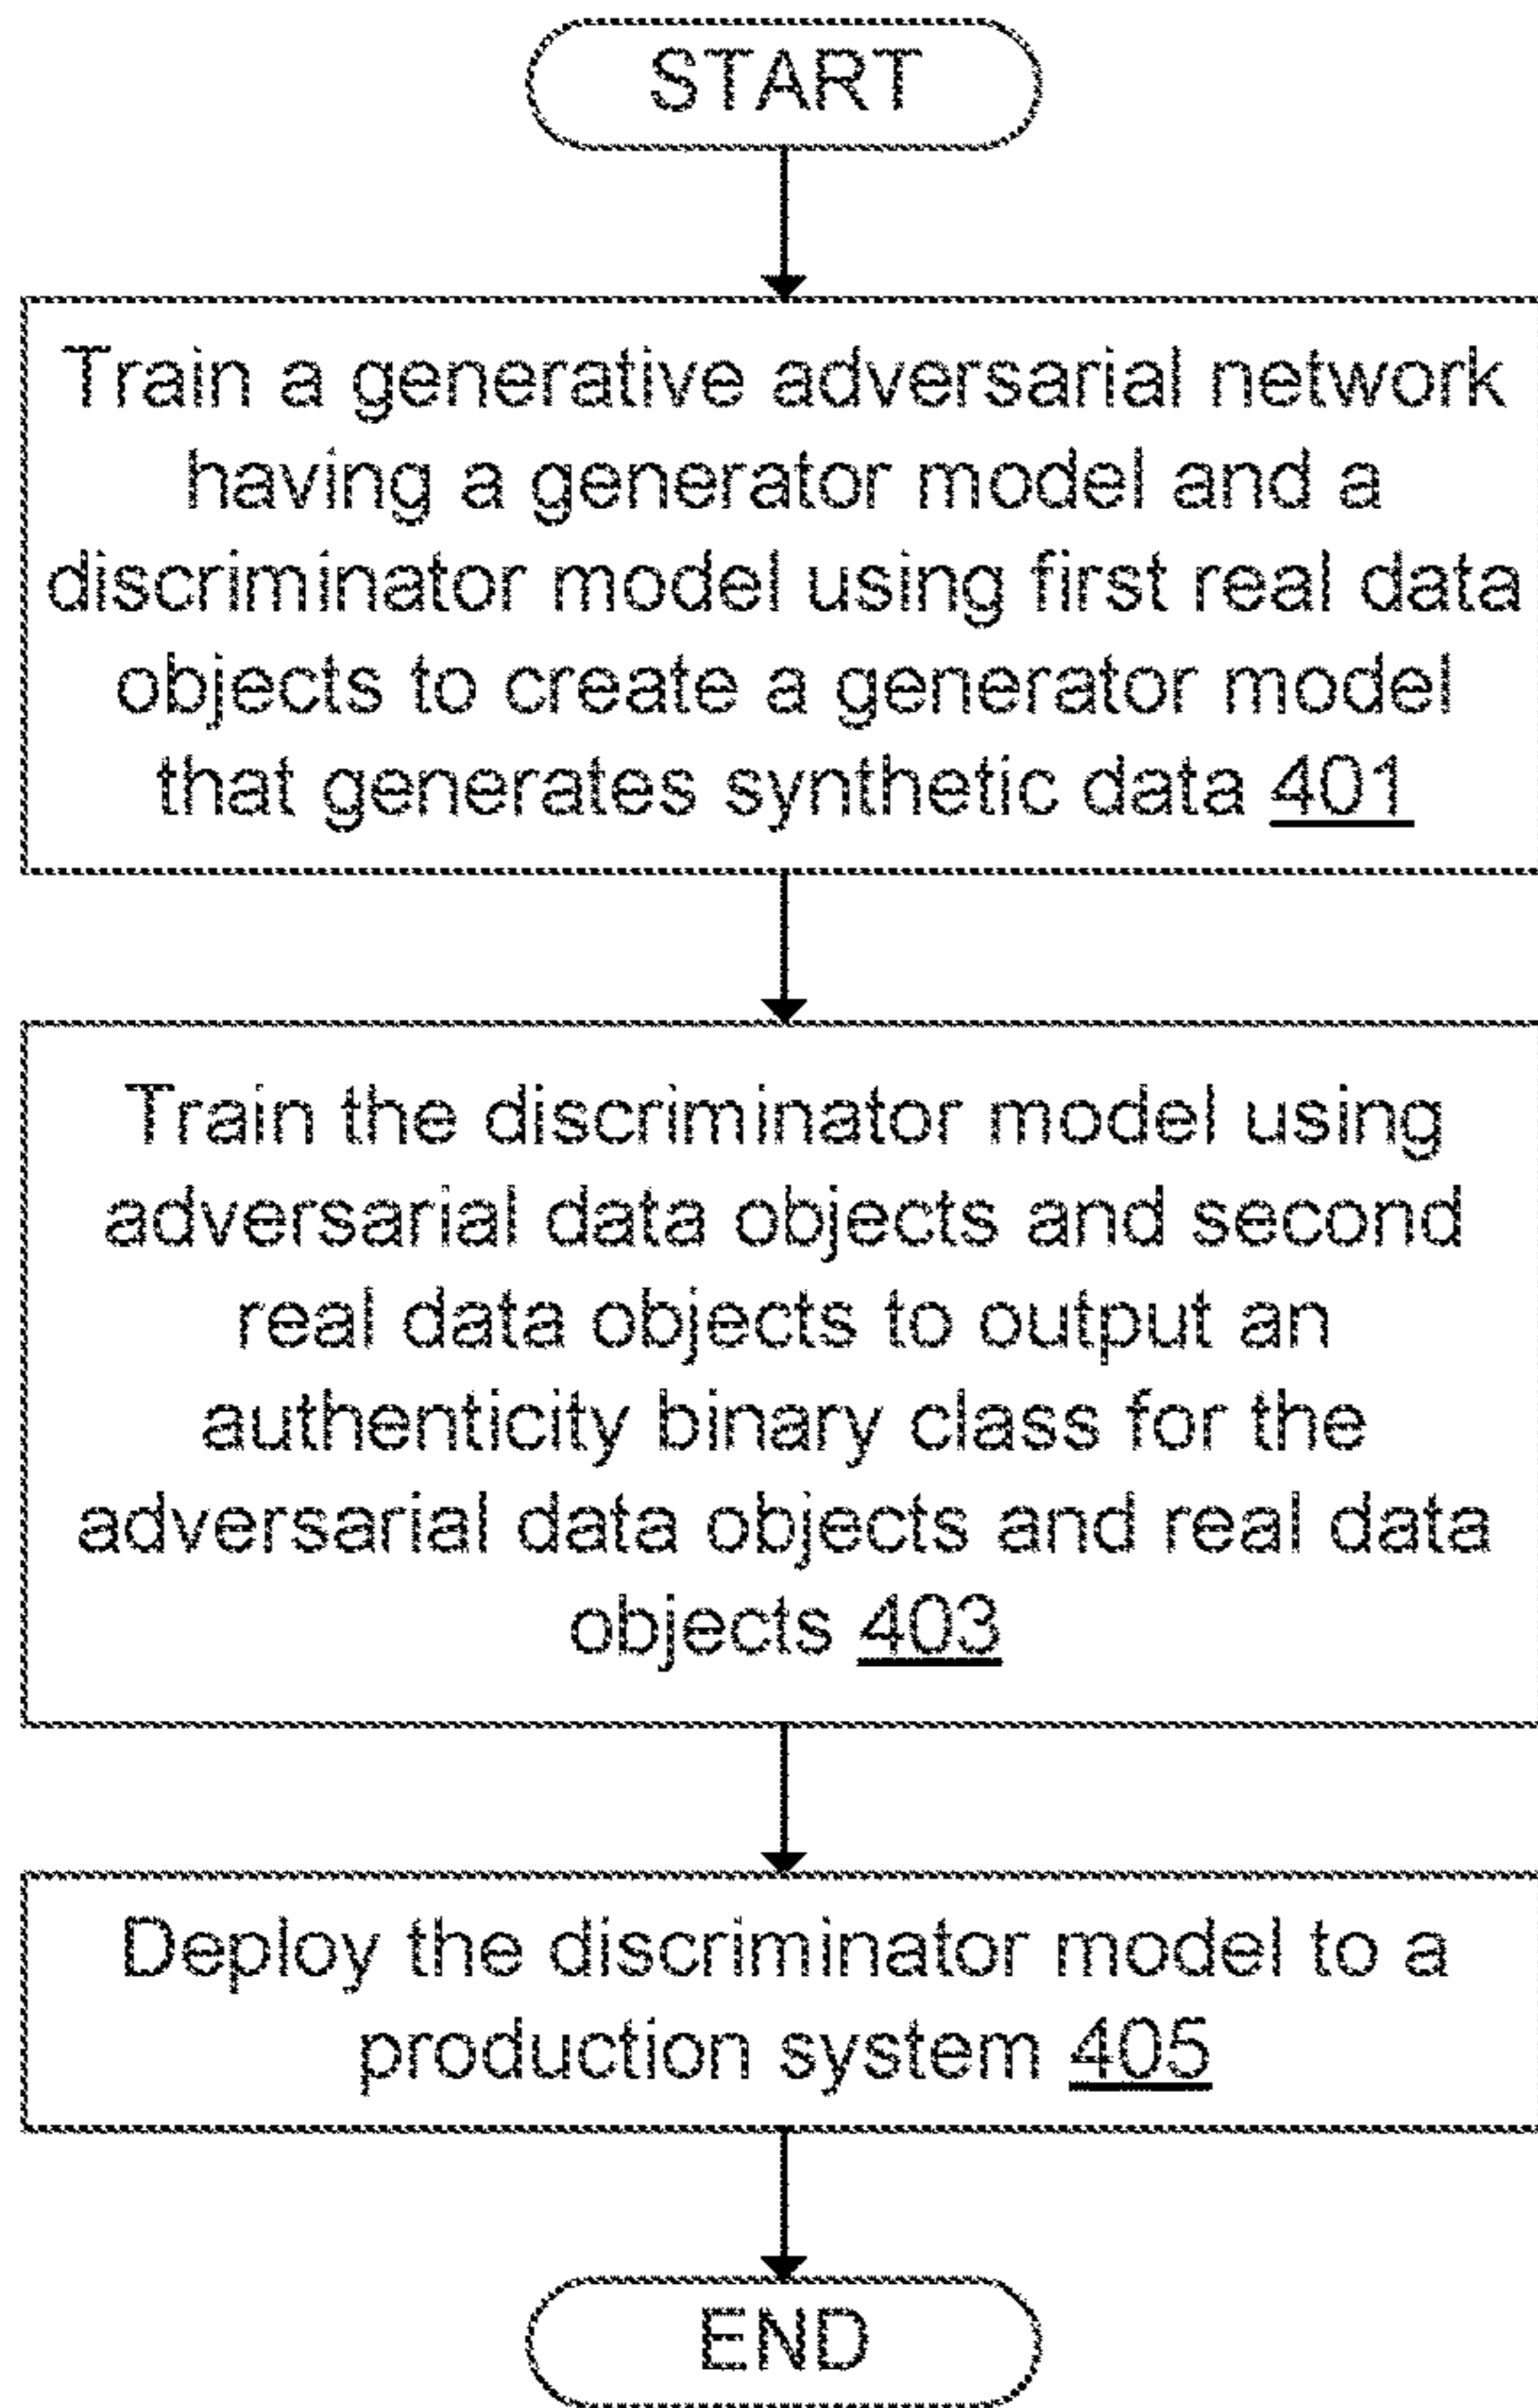 START
Train a generative adversarial network
having a generator model and a
discriminator model using first real data
objects to create a generator model
that generates synthetic data 401
Train the discriminator model using
adversarial data objects and second
real data objects to output an
authenticity binary class for the
adversarial data objects and real data
objects 403
Deploy the discriminator model to a
production system 405
END